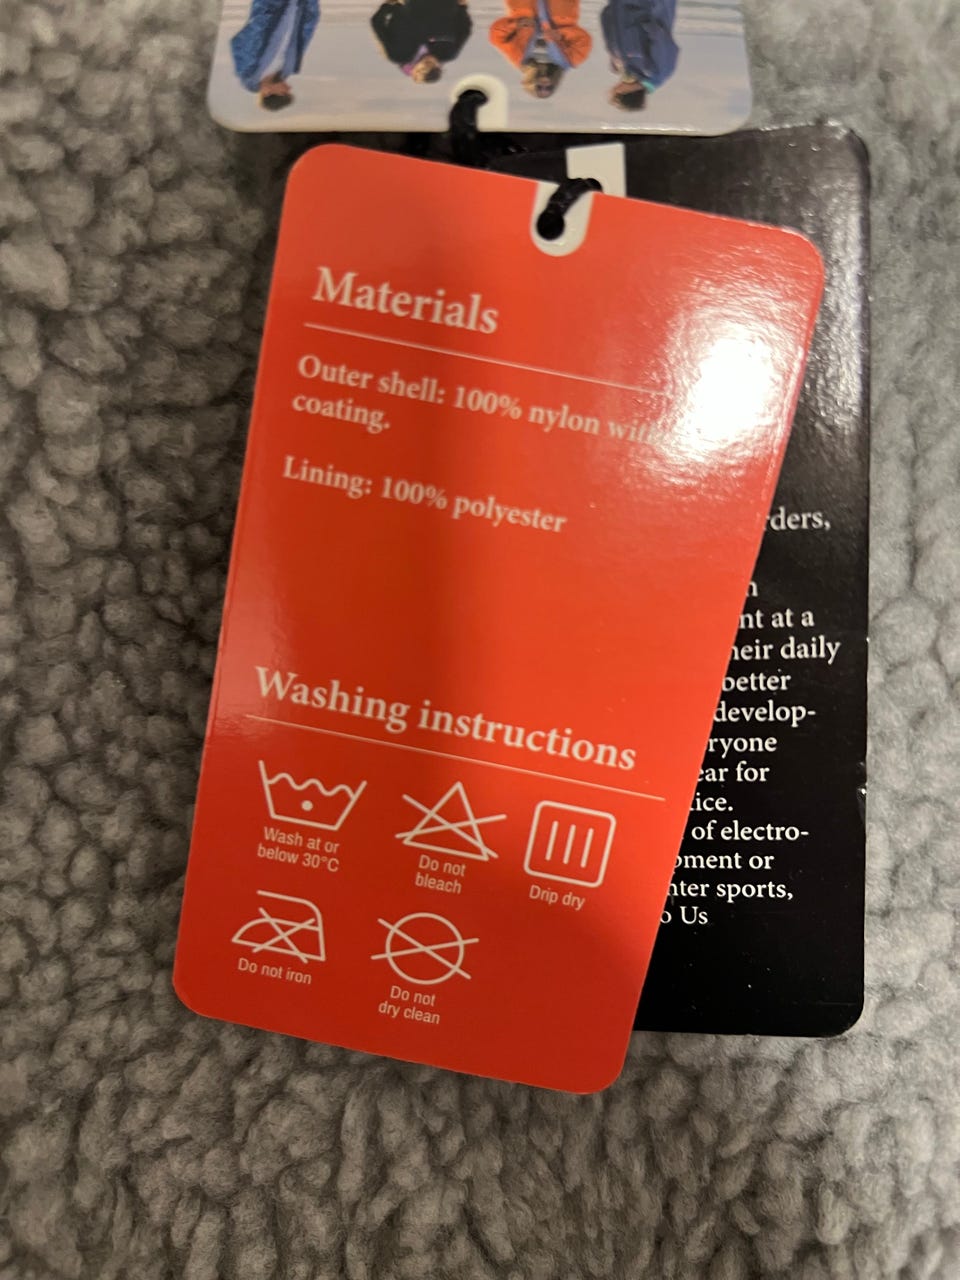 Materials
Outer shell: 100% nylon with
coating.
Lining: 100% polyester
Washing instructions
Wash at or
below 30°C
Do not
bleach
Drip dry
Do not iron
Do not
dry clean
rders,
n
nt at a
heir daily
better
develop-
ryone
ear for
tice.
of electro-
pment or
nter sports,
o Us